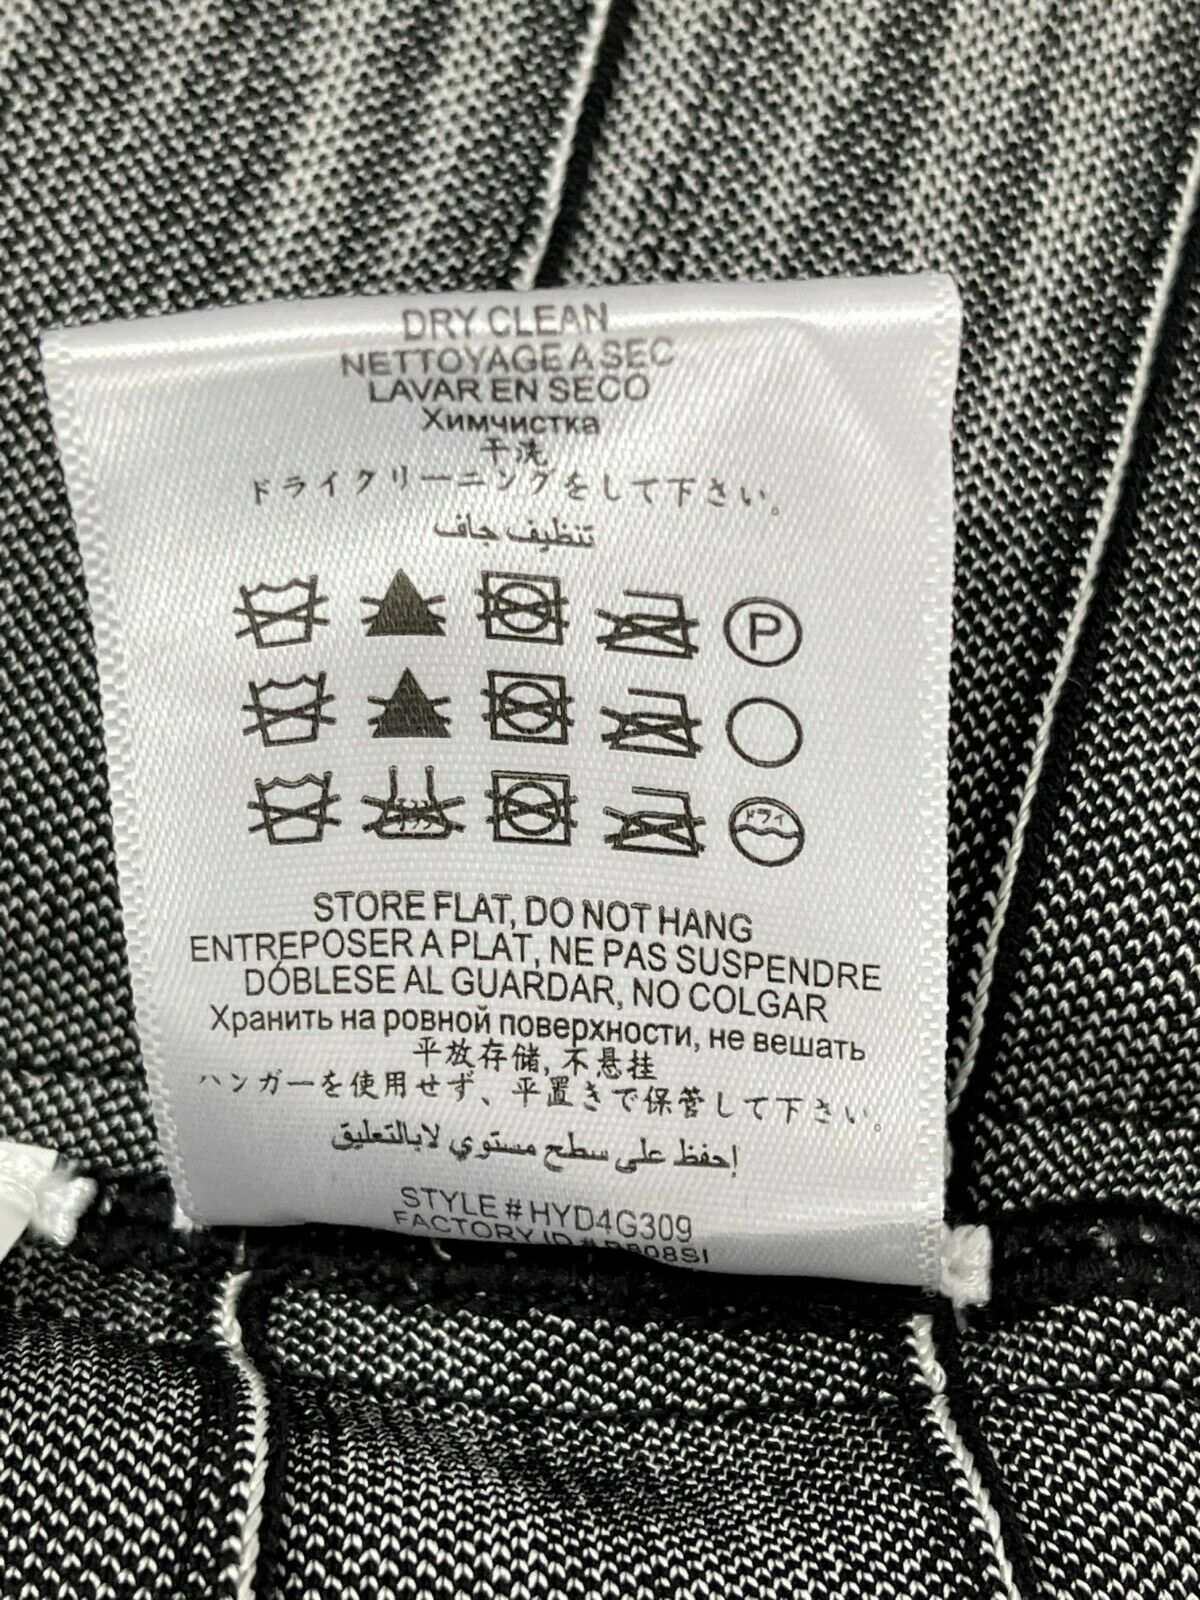 DRY CLEAN
NETTOYAGE A SEC
LAVAR EN SECO
Химчистка
干洗
ドライクリーニングをして下さい。
تنظيف جاف
P
ドライ
STORE FLAT, DO NOT HANG
ENTREPOSER A PLAT, NE PAS SUSPENDRE
DÓBLESE AL GUARDAR, NO COLGAR
Хранить на ровной поверхности, не вешать
平放存储, 不悬挂
ハンガーを使用せず、平置きで保管して下さい。
إحفظ على سطح مستوي لابالتعليق
STYLE # HYD4G309
FACTORY ID #